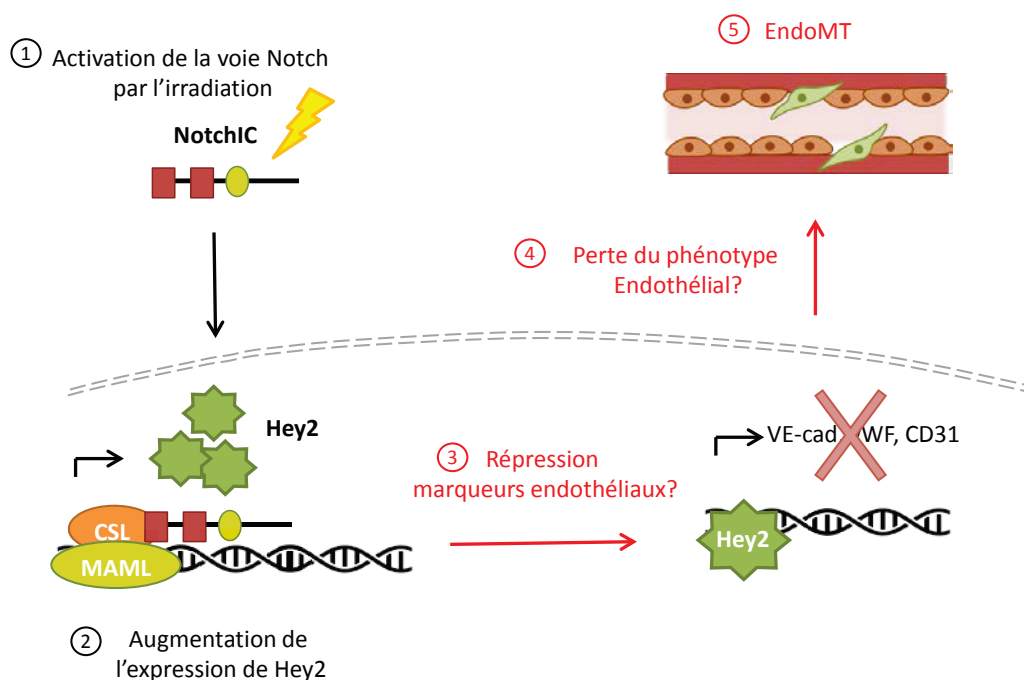 ① Activation de la voie Notch
par l’irradiation
NotchIC
Hey2
CSL
MAML
② Augmentation de
l’expression de Hey2
③ Répression
marqueurs endothéliaux?
VE-cad WF, CD31
Hey2
④ Perte du phénotype
Endothélial?
⑤ EndoMT